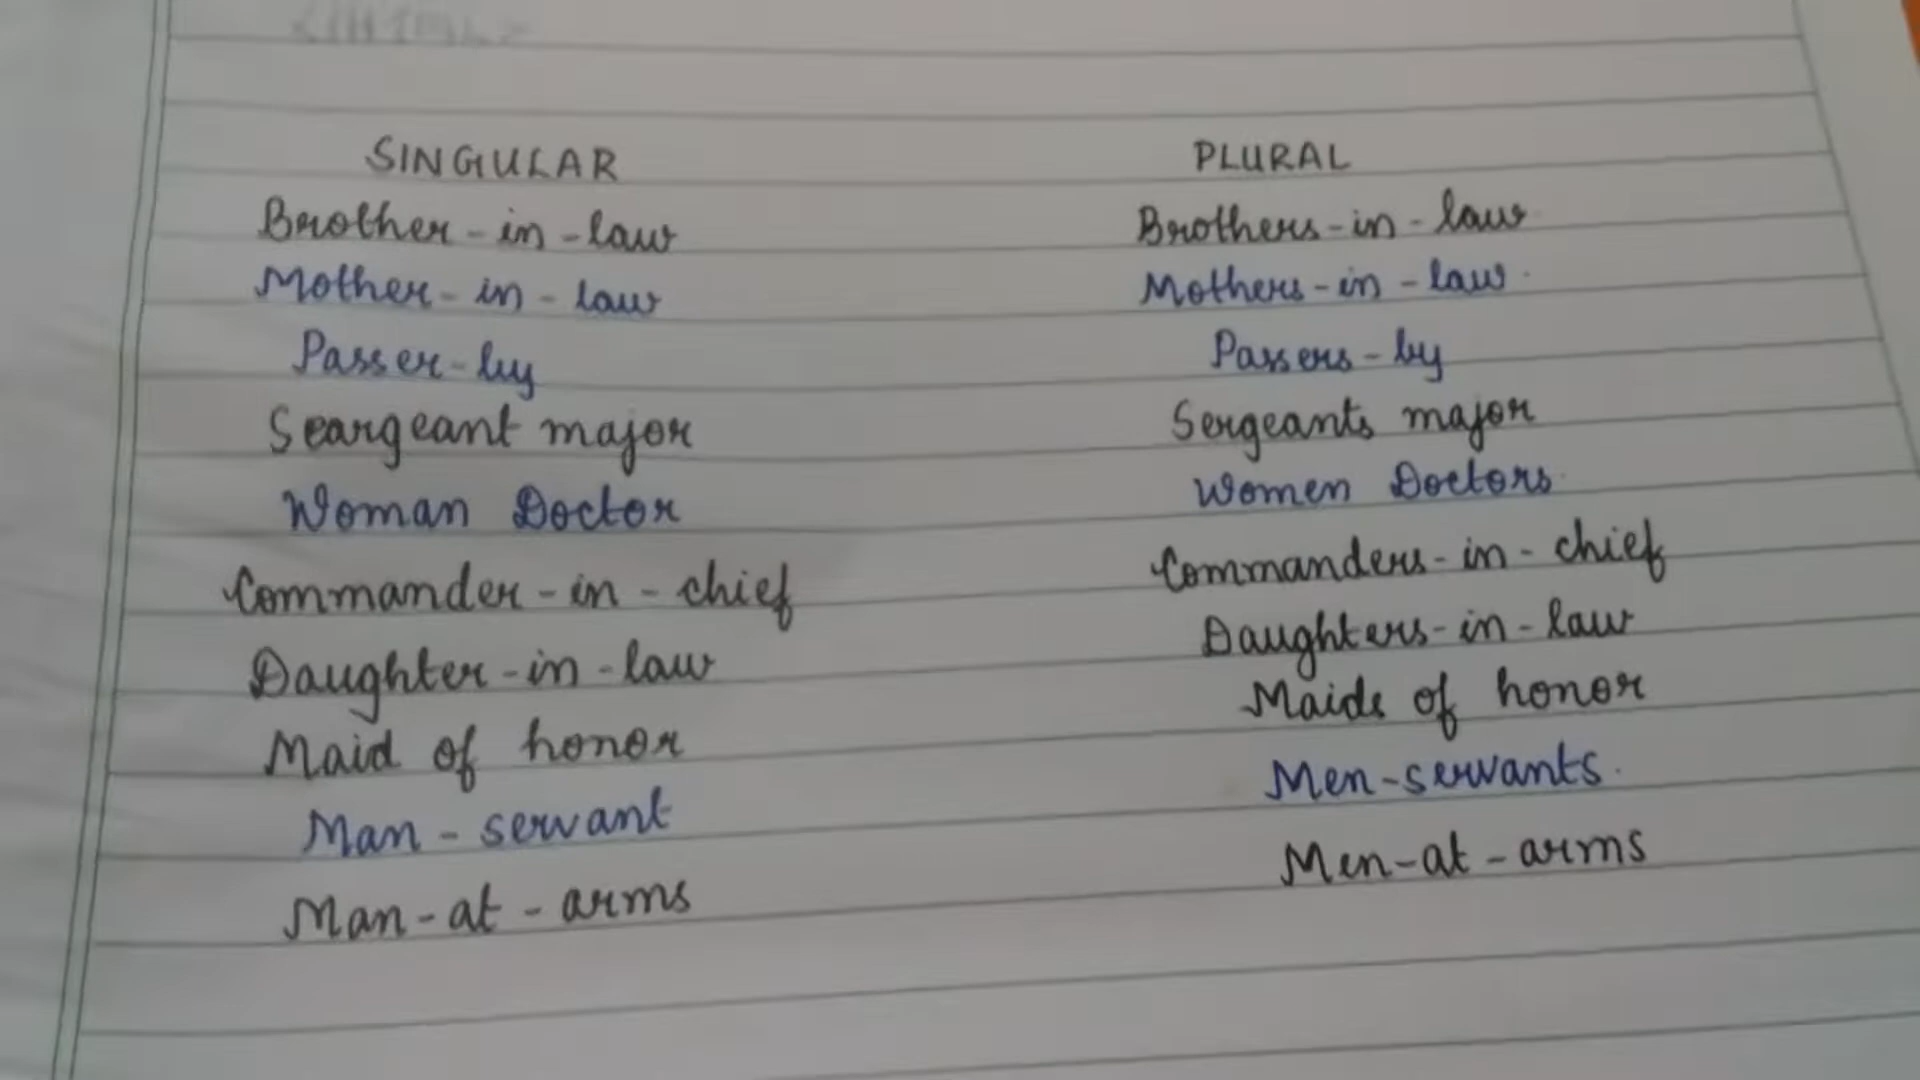 SINGULAR PLURAL
Brother-in-law Brothers-in-law
Mother-in-law Mothers-in-law.
Passer-by Passers-by
Seargeant major Sergeants major
Woman Doctor Women Doctors.
Commander-in-chief Commanders-in-chief
Daughter-in-law Daughters-in-law
Maid of honor Maids of honor
Man-servant Men-servants.
Man-at-arms Men-at-arms